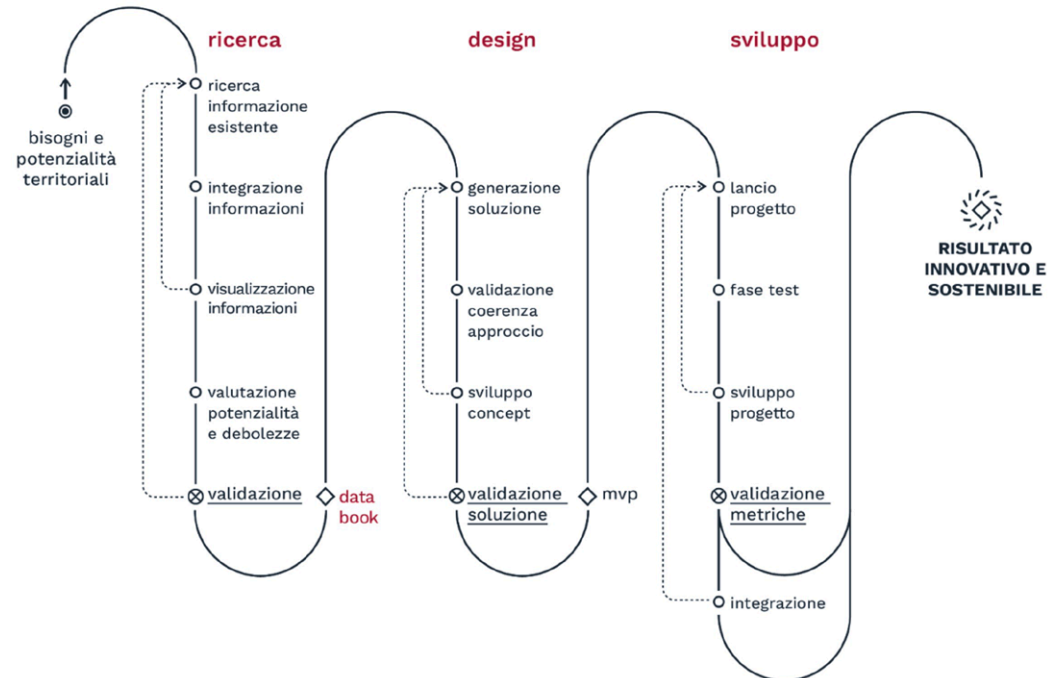 bisogni e
potenzialità
territoriali
ricerca
ricerca
informazione
esistente
integrazione
informazioni
visualizzazione
informazioni
valutazione
potenzialità
e debolezze
validazione
data
book
design
generazione
soluzione
validazione
coerenza
approccio
sviluppo
concept
validazione
soluzione
mvp
sviluppo
lancio
progetto
fase test
sviluppo
progetto
validazione
metriche
integrazione
RISULTATO
INNOVATIVO E
SOSTENIBILE